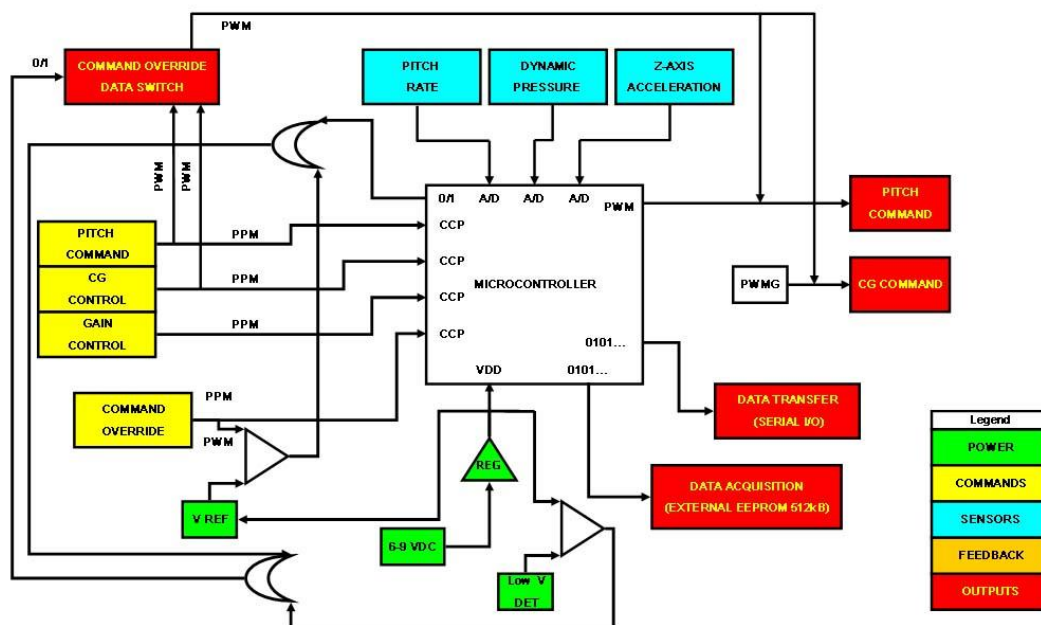 PWM
PWM
0/1
COMMAND OVERRIDE
DATA SWITCH
PITCH
RATE
DYNAMIC
PRESSURE
Z-AXIS
ACCELERATION
PWM
PWM
0/1
A/D
A/D
A/D
PWM
PITCH
COMMAND
PITCH
COMMAND
PPM
CCP
CG
CONTROL
PPM
CCP
MICROCONTROLLER
PWMG
CG COMMAND
GAIN
CONTROL
PPM
CCP
CCP
0101...
VDD
0101...
COMMAND
OVERRIDE
PPM
PWM
DATA TRANSFER
(SERIAL I/O)
REG
DATA ACQUISITION
(EXTERNAL EEPROM 512kB)
V REF
6-9 VDC
Low V
DET
Legend
POWER
COMMANDS
SENSORS
FEEDBACK
OUTPUTS